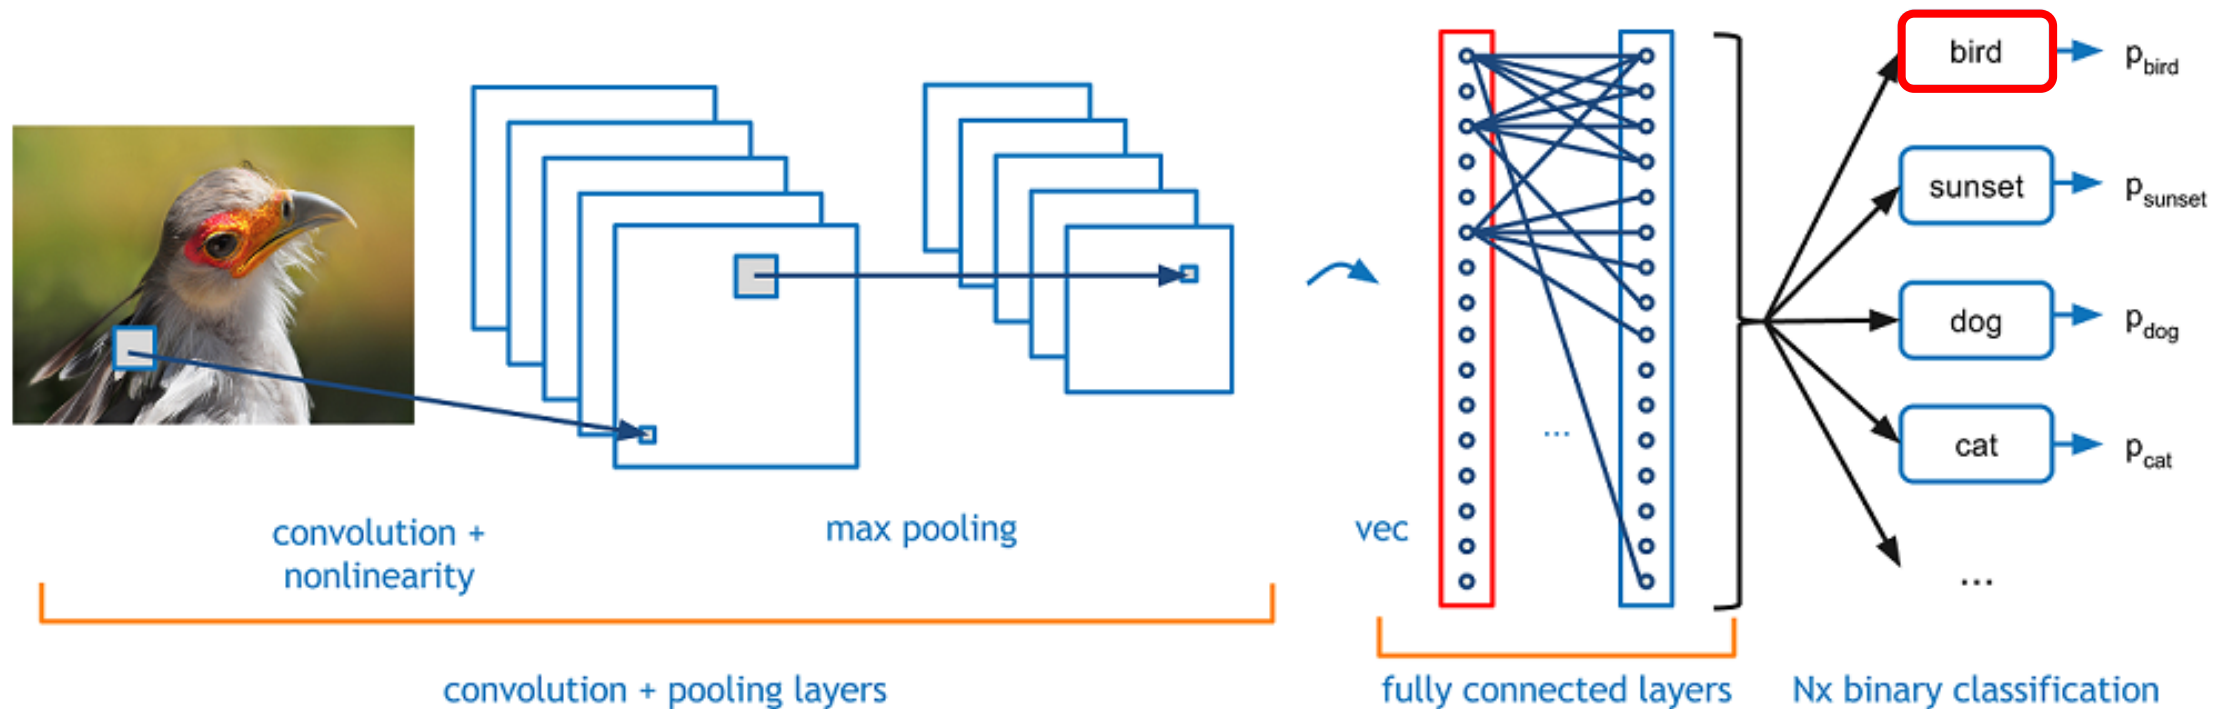 convolution +
nonlinearity
max pooling
vec
convolution + pooling layers
...
fully connected layers
bird
p_bird
sunset
p_sunset
dog
p_dog
cat
p_cat
...
Nx binary classification